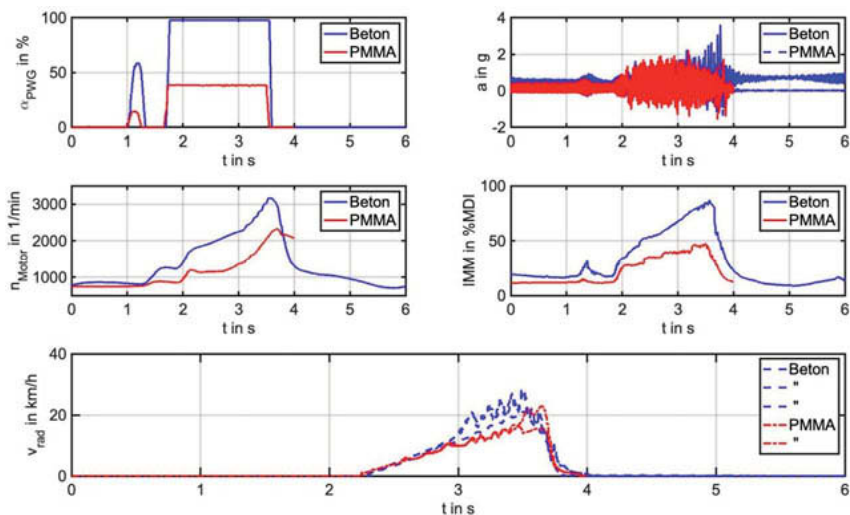 α_PWG in %
100
50
0
0 1 2 3 4 5 6
t in s
Beton
PMMA
a in g
4
2
0
-2
0 1 2 3 4 5 6
t in s
Beton
PMMA
n_Motor in 1/min
3000
2000
1000
0 1 2 3 4 5 6
t in s
Beton
PMMA
IMM in %MDI
100
50
0
0 1 2 3 4 5 6
t in s
Beton
PMMA
v_rad in km/h
40
20
0
0 1 2 3 4 5 6
t in s
Beton
"
"
PMMA
"